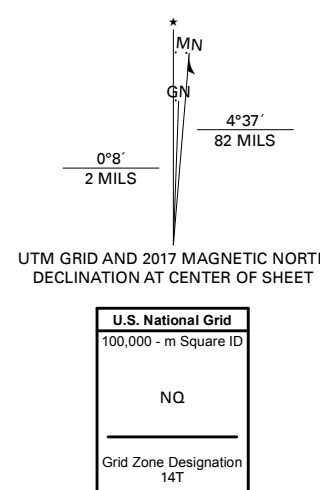 ★
MN
GN
4°37´
82 MILS
0°8´
2 MILS
UTM GRID AND 2017 MAGNETIC NORTH
DECLINATION AT CENTER OF SHEET
U.S. National Grid
100,000 - m Square ID
NQ
Grid Zone Designation
14T